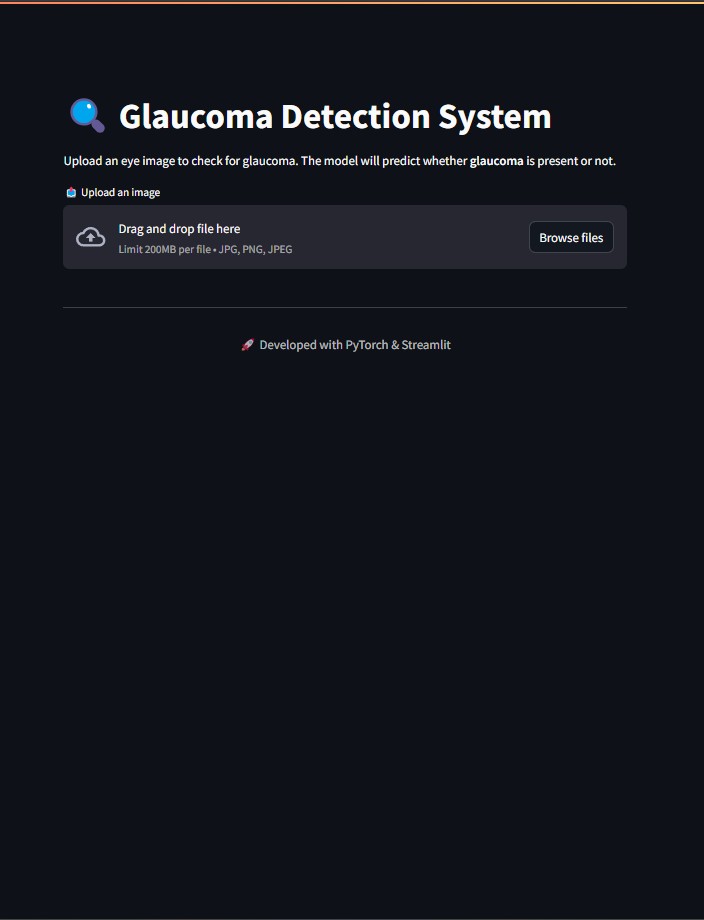 Glaucoma Detection System
Upload an eye image to check for glaucoma. The model will predict whether glaucoma is present or not.
Upload an image
Drag and drop file here
Limit 200MB per file • JPG, PNG, JPEG
Browse files
Developed with PyTorch & Streamlit